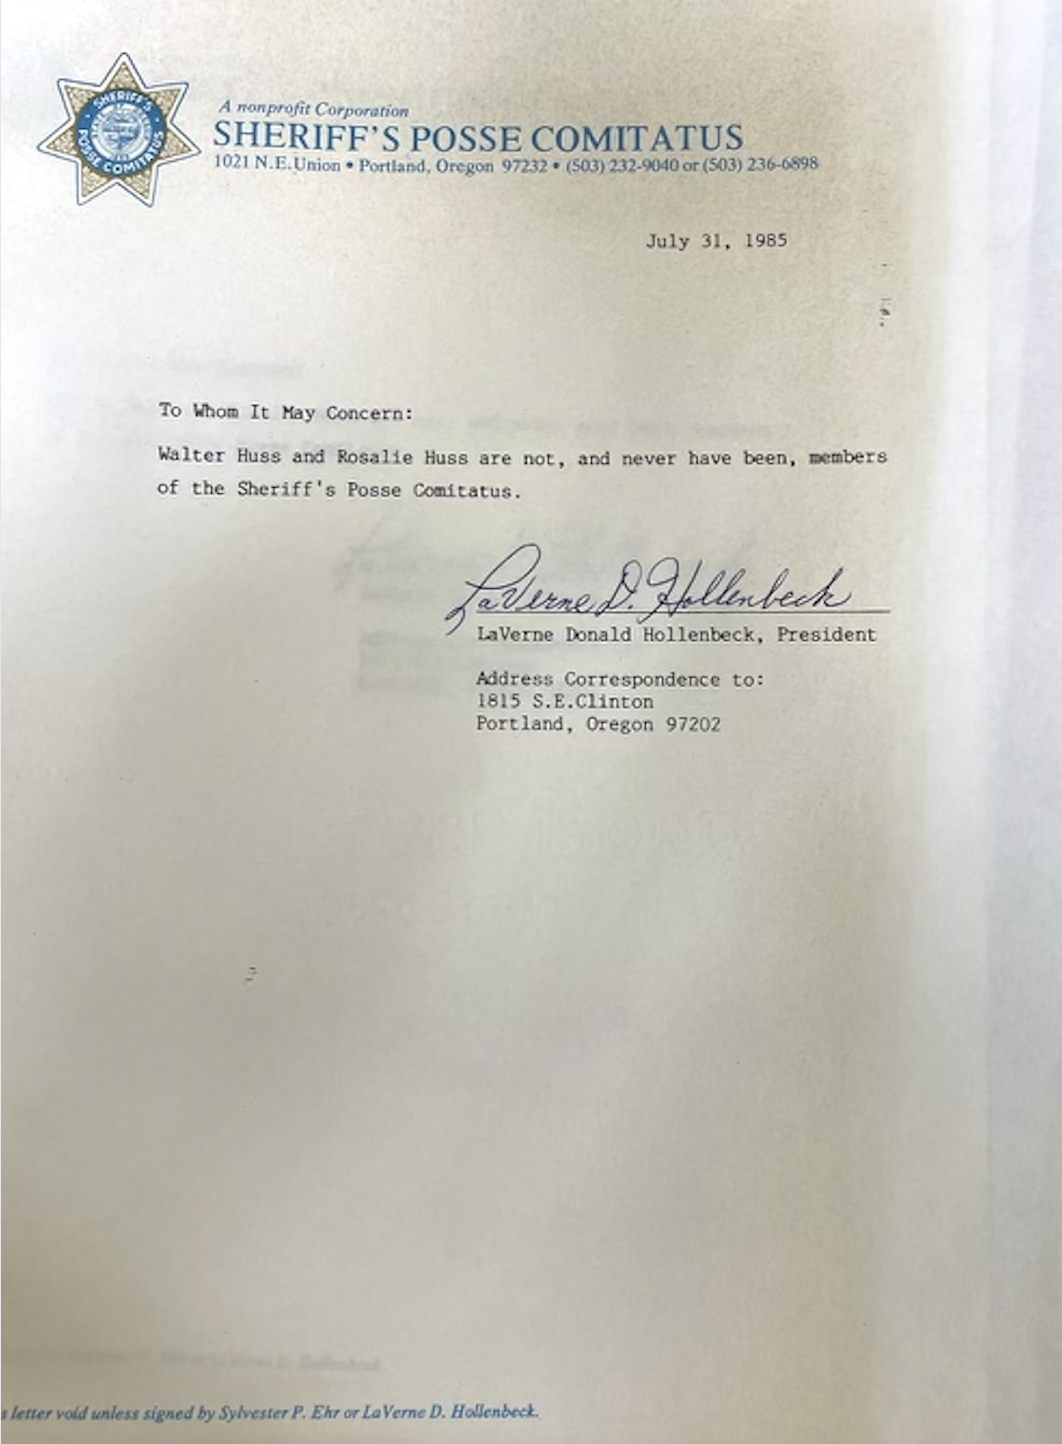 SHERIFF'S
POSSE COMITATUS
A nonprofit Corporation
SHERIFF'S POSSE COMITATUS
1021 N.E. Union • Portland, Oregon 97232 • (503) 232-9040 or (503) 236-6898
July 31, 1985
To Whom It May Concern:
Walter Huss and Rosalie Huss are not, and never have been, members
of the Sheriff's Posse Comitatus.
LaVerne D. Hollenbeck
LaVerne Donald Hollenbeck, President
Address Correspondence to:
1815 S.E.Clinton
Portland, Oregon 97202
letter void unless signed by Sylvester P. Ehr or LaVerne D. Hollenbeck.